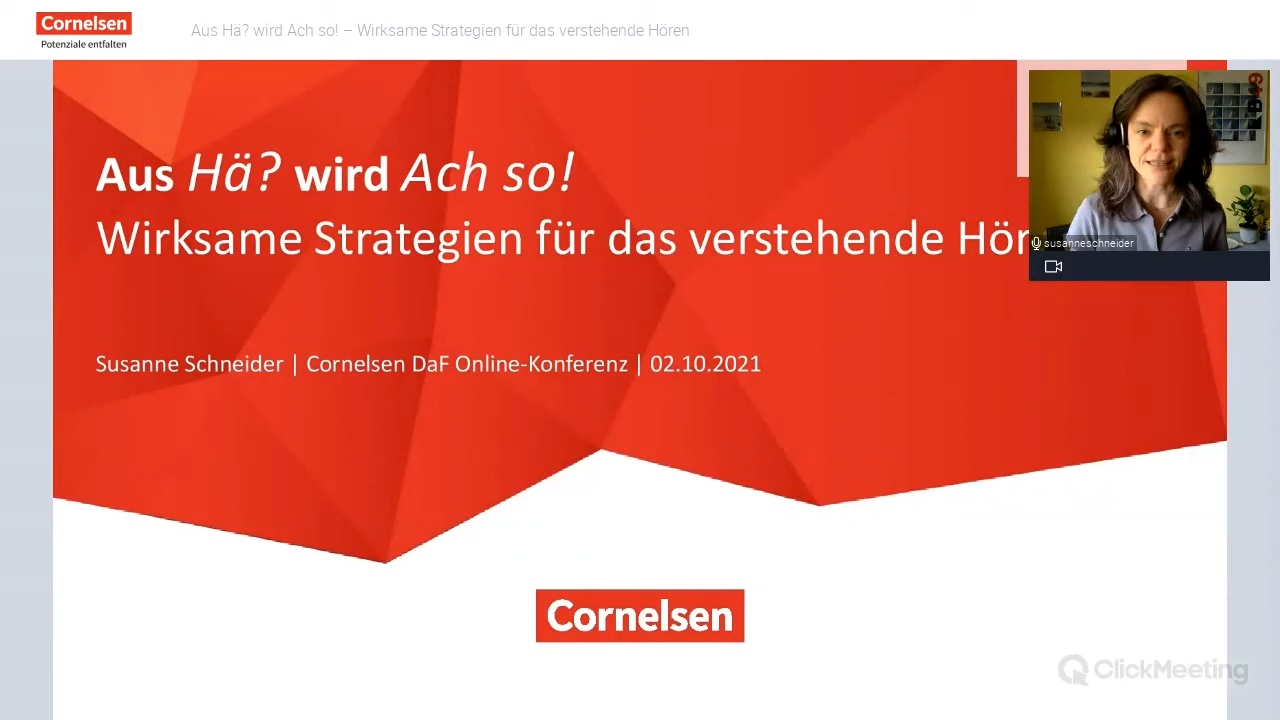 Cornelsen
Potenziale entfalten
Aus Hä? wird Ach so! – Wirksame Strategien für das verstehende Hören
Aus Hä? wird Ach so!
Wirksame Strategien für das verstehende Hör
susanneschneider
Susanne Schneider | Cornelsen DaF Online-Konferenz | 02.10.2021
Cornelsen
ClickMeeting